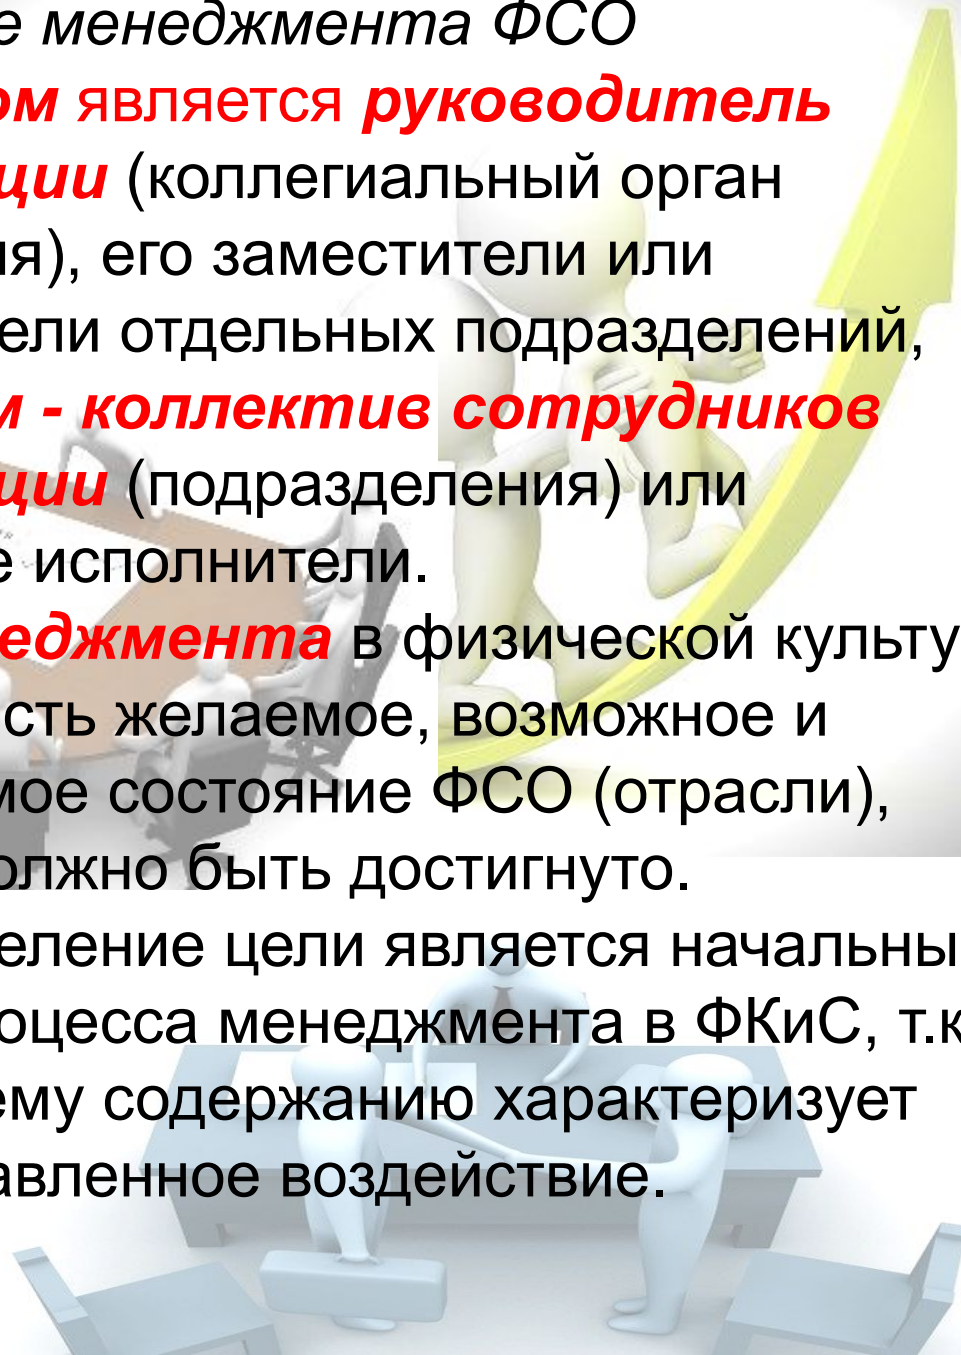 е менеджмента ФСО
ом является руководитель
ции (коллегиальный орган
ия), его заместители или
ели отдельных подразделений,
м - коллектив сотрудников
ции (подразделения) или
е исполнители.
еджмента в физической культу
сть желаемое, возможное и
мое состояние ФСО (отрасли),
олжно быть достигнуто.
еление цели является начальны
оцесса менеджмента в ФКиС, т.к
ему содержанию характеризует
авленное воздействие.